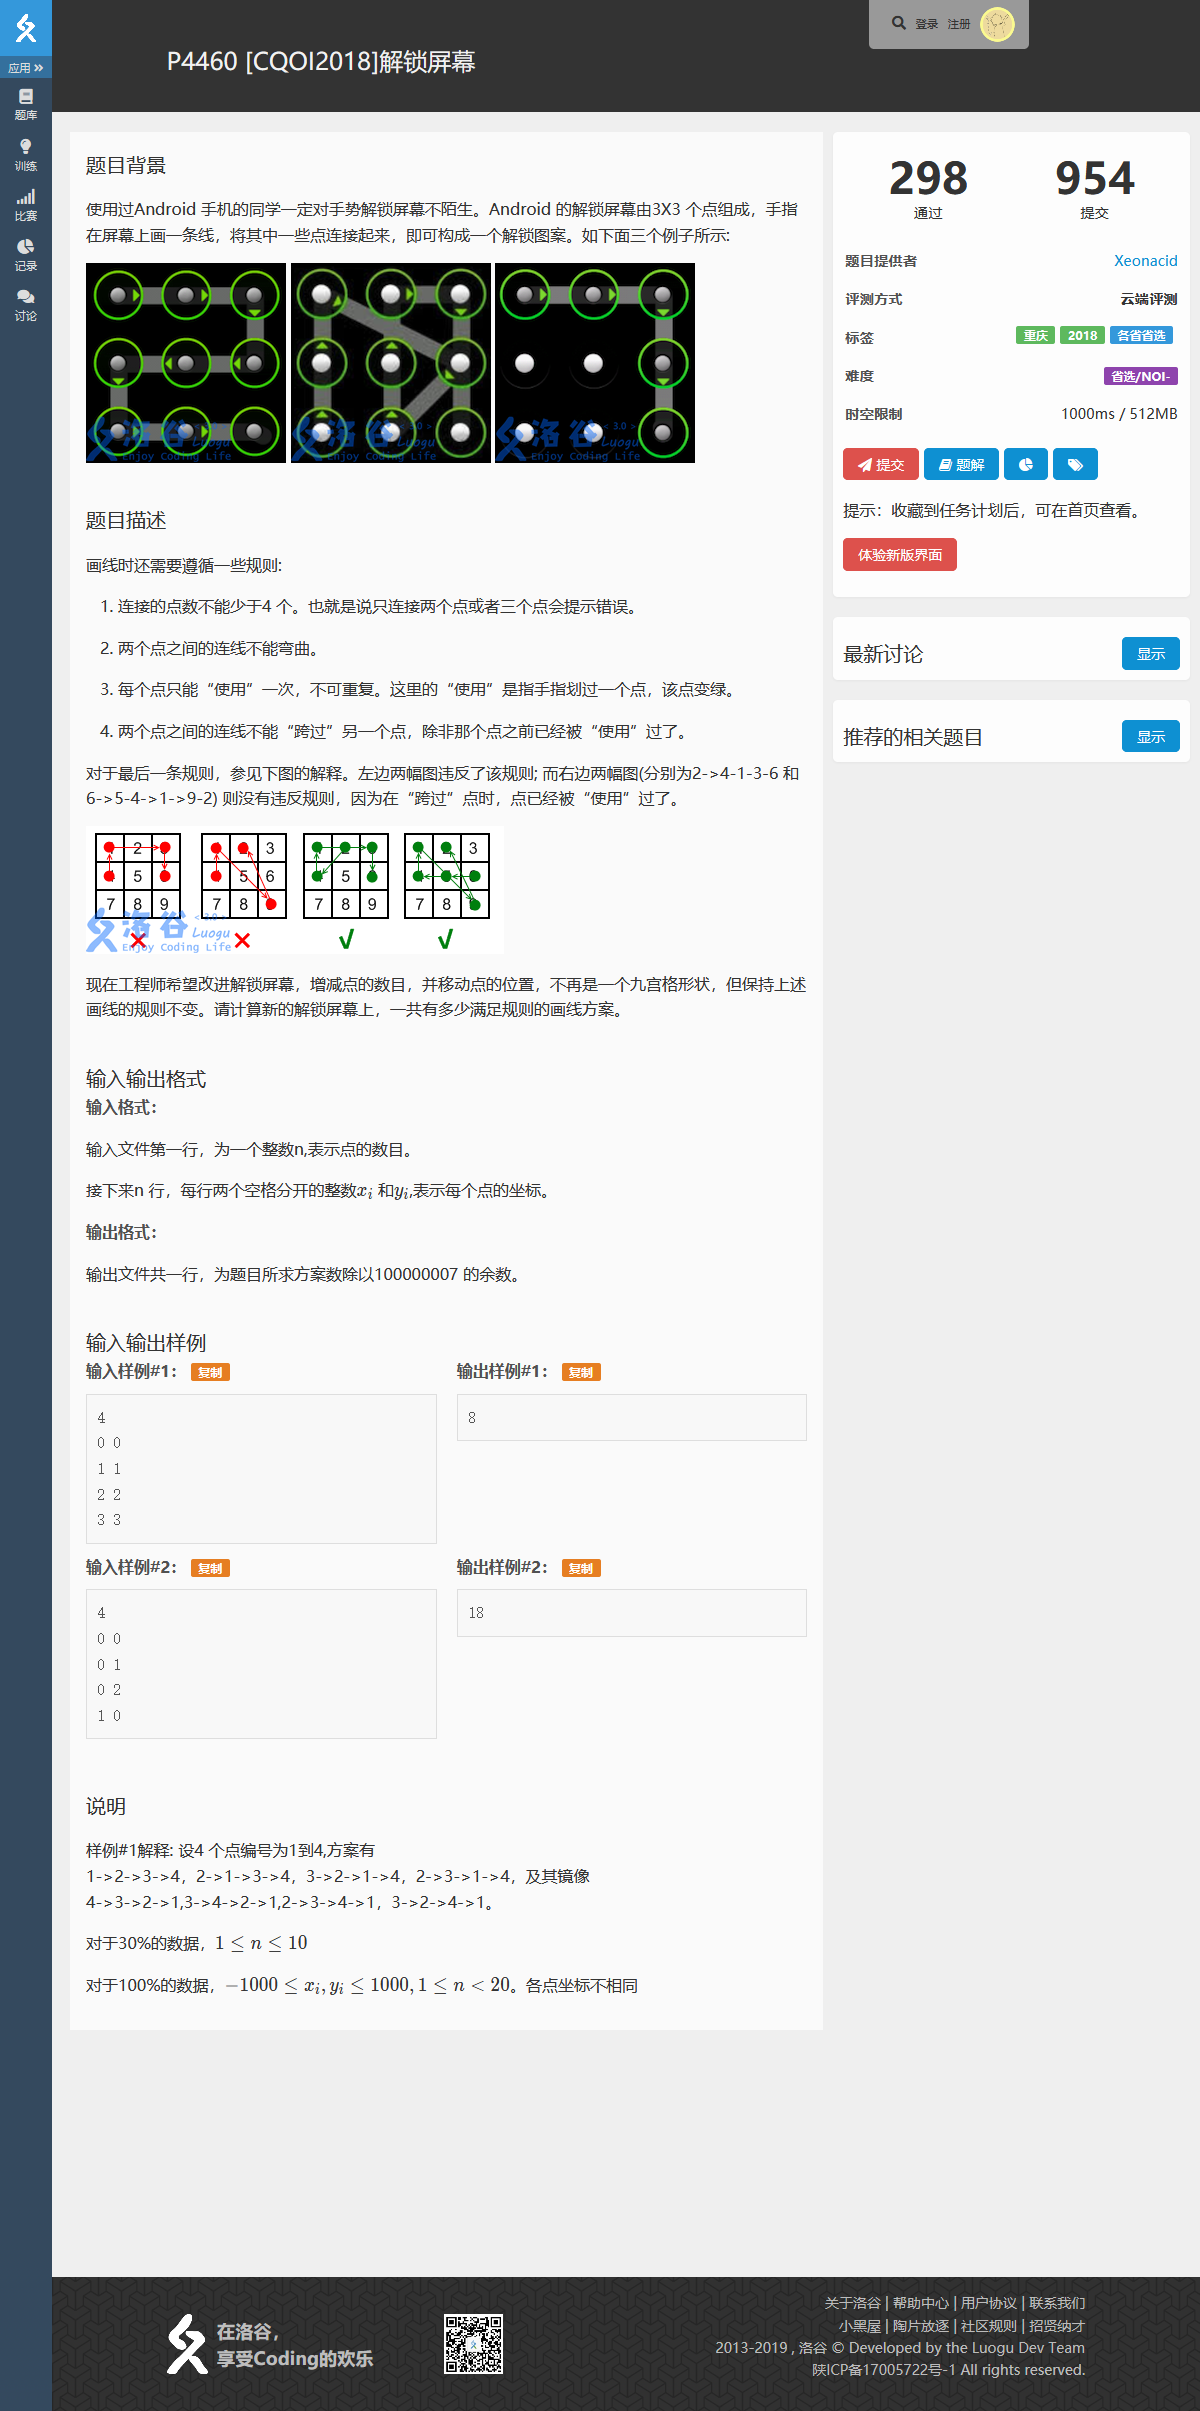 应用
题库
训练
比赛
记录
讨论
P4460 [CQOI2018]解锁屏幕
登录 注册
题目背景
使用过Android 手机的同学一定对手势解锁屏幕不陌生。Android 的解锁屏幕由3X3 个点组成，手指
在屏幕上画一条线，将其中一些点连接起来，即可构成一个解锁图案。如下面三个例子所示:
洛谷 <3.0> Luogu Enjoy Coding Life
洛谷 <3.0> Luogu Enjoy Coding Life
洛谷 <3.0> Luogu Enjoy Coding Life
题目描述
画线时还需要遵循一些规则:
1. 连接的点数不能少于4 个。也就是说只连接两个点或者三个点会提示错误。
2. 两个点之间的连线不能弯曲。
3. 每个点只能“使用”一次，不可重复。这里的“使用”是指手指划过一个点，该点变绿。
4. 两个点之间的连线不能“跨过”另一个点，除非那个点之前已经被“使用”过了。
对于最后一条规则，参见下图的解释。左边两幅图违反了该规则; 而右边两幅图(分别为2->4-1-3-6 和
6->5-4->1->9-2) 则没有违反规则，因为在“跨过”点时，点已经被“使用”过了。
2 3 3
5 5 6 5
7 8 9 7 8 7 8 9 7 8
洛谷 <3.0> Luogu Enjoy Coding Life
现在工程师希望改进解锁屏幕，增减点的数目，并移动点的位置，不再是一个九宫格形状，但保持上述
画线的规则不变。请计算新的解锁屏幕上，一共有多少满足规则的画线方案。
输入输出格式
输入格式：
输入文件第一行，为一个整数n,表示点的数目。
接下来n 行，每行两个空格分开的整数xᵢ 和yᵢ,表示每个点的坐标。
输出格式：
输出文件共一行，为题目所求方案数除以100000007 的余数。
输入输出样例
输入样例#1： 复制
4
0 0
1 1
2 2
3 3
输出样例#1： 复制
8
输入样例#2： 复制
4
0 0
0 1
0 2
1 0
输出样例#2： 复制
18
说明
样例#1解释: 设4 个点编号为1到4,方案有
1->2->3->4，2->1->3->4，3->2->1->4，2->3->1->4，及其镜像
4->3->2->1,3->4->2->1,2->3->4->1，3->2->4->1。
对于30%的数据，1 ≤ n ≤ 10
对于100%的数据，−1000 ≤ xᵢ, yᵢ ≤ 1000, 1 ≤ n < 20。各点坐标不相同
298 954
通过 提交
题目提供者 Xeonacid
评测方式 云端评测
标签 重庆 2018 各省省选
难度 省选/NOI-
时空限制 1000ms / 512MB
提交 题解
提示：收藏到任务计划后，可在首页查看。
体验新版界面
最新讨论 显示
推荐的相关题目 显示
在洛谷，
享受Coding的欢乐
关于洛谷 | 帮助中心 | 用户协议 | 联系我们
小黑屋 | 陶片放逐 | 社区规则 | 招贤纳才
2013-2019 , 洛谷 © Developed by the Luogu Dev Team
陕ICP备17005722号-1 All rights reserved.